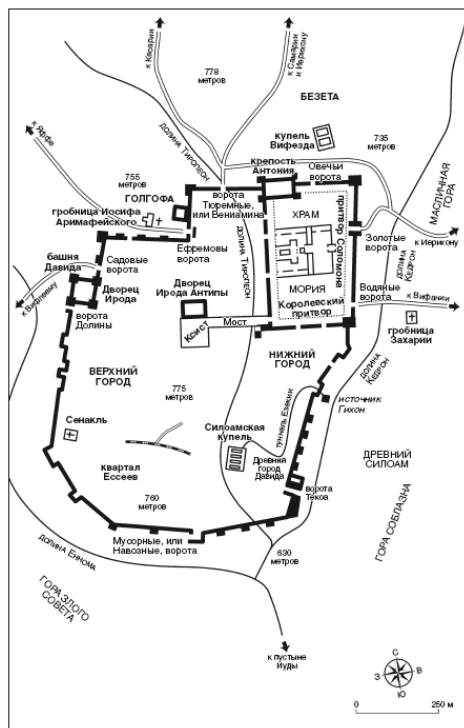 к Кесарии
к Самарии
и Иерихону
778
метров
БЕЗЕТА
долина Тиропеон
купель
Вифезда
735
метров
к Яффе
крепость
Антония
Овечьи
ворота
МАСЛИЧНАЯ ГОРА
755
метров
ГОЛГОФА
ворота
Тюремные,
или Вениамина
гробница Иосифа
Аримафейского
ХРАМ
притвор Соломона
к Иерихону
Ефремовы
ворота
долина Тиропеон
Золотые
ворота
башня
Давида
Садовые
ворота
долина Кедрон
к Вифлеему
Дворец
Ирода
Дворец
Ирода Антипы
МОРИЯ
Водяные
ворота
к Вифании
Королевский
притвор
ворота
Долины
Ксист
Мост
гробница
Захарии
НИЖНИЙ
ГОРОД
ВЕРХНИЙ
ГОРОД
775
метров
долина
Кедрон
источник
Гихон
Сенакль
Силоамская
купель
туннель Езекии
ДРЕВНИЙ
СИЛОАМ
Древний
город
Давида
квартал
Ессеев
ГОРА СОБЛАЗНА
ворота
Текоа
760
метров
Мусорные, или
Навозные, ворота
долина Еннома
630
метров
ГОРА ЗЛОГО
СОВЕТА
к пустыне
Иуды
С
З
В
Ю
0
250 м